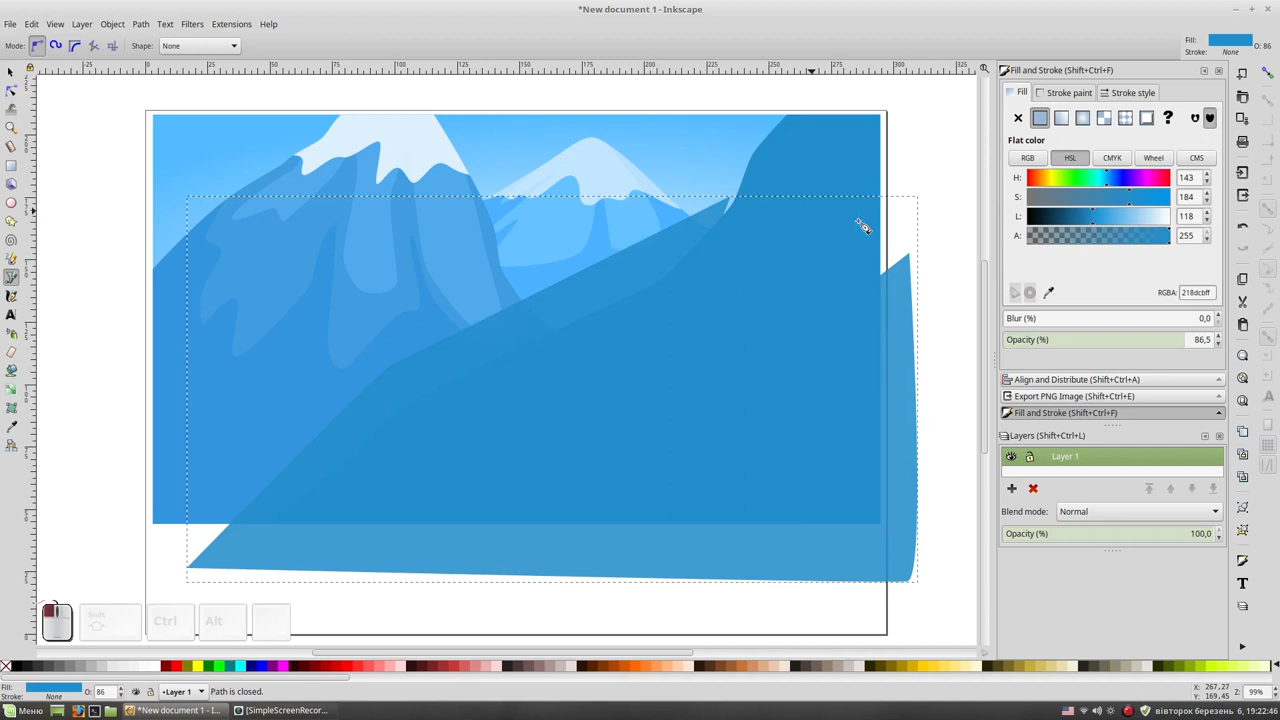 *New document 1 - Inkscape
File Edit View Layer Object Path Text Filters Extensions Help
Mode: Shape: None
Fill: O: 86
Stroke: None
Fill and Stroke (Shift+Ctrl+F)
Fill Stroke paint Stroke style
Flat color
RGB HSL CMYK Wheel CMS
H: 143
S: 184
L: 118
A: 255
RGBA: 218dcbff
Blur (%) 0,0
Opacity (%) 86,5
Align and Distribute (Shift+Ctrl+A)
Export PNG Image (Shift+Ctrl+E)
Fill and Stroke (Shift+Ctrl+F)
Layers (Shift+Ctrl+L)
Layer 1
Blend mode: Normal
Opacity (%) 100,0
Shift Ctrl Alt
Fill: O: 86 •Layer 1 Path is closed. X: 267,27 Z: 99%
Stroke: None Y: 169,45
Меню *New document 1 - I... [SimpleScreenRecor... вівторок березень 6, 19:22:46